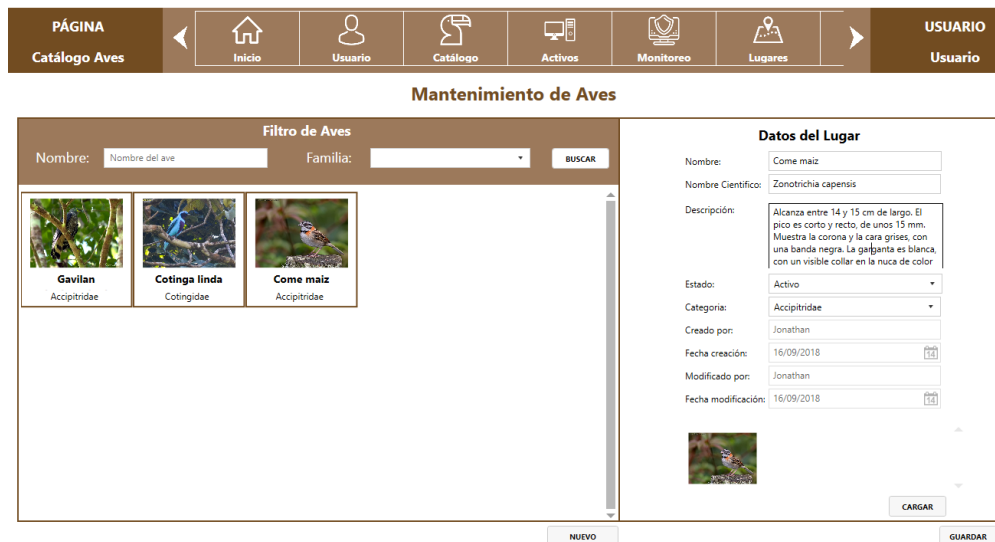 PÁGINA
Catálogo Aves
Inicio
Usuario
Catálogo
Activos
Monitoreo
Lugares
USUARIO
Usuario
Mantenimiento de Aves
Filtro de Aves
Nombre: Nombre del ave Familia: BUSCAR
Gavilan
Accipitridae
Cotinga linda
Cotingidae
Come maiz
Accipitridae
Datos del Lugar
Nombre: Come maiz
Nombre Cientifico: Zonotrichia capensis
Descripción: Alcanza entre 14 y 15 cm de largo. El
pico es corto y recto, de unos 15 mm.
Muestra la corona y la cara grises, con
una banda negra. La garganta es blanca,
con un visible collar en la nuca de color
Estado: Activo
Categoria: Accipitridae
Creado por: Jonathan
Fecha creación: 16/09/2018 14
Modificado por: Jonathan
Fecha modificación: 16/09/2018 14
CARGAR
NUEVO
GUARDAR